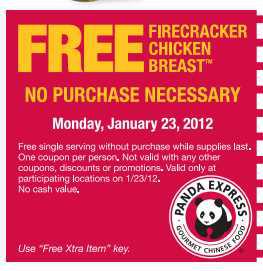 FREE FIRECRACKER
CHICKEN
BREAST™
NO PURCHASE NECESSARY
Monday, January 23, 2012
Free single serving without purchase while supplies last.
One coupon per person. Not valid with any other
coupons, discounts or promotions. Valid only at
participating locations on 1/23/12.
No cash value.
PANDA EXPRESS
GOURMET CHINESE FOOD
Use "Free Xtra Item" key.